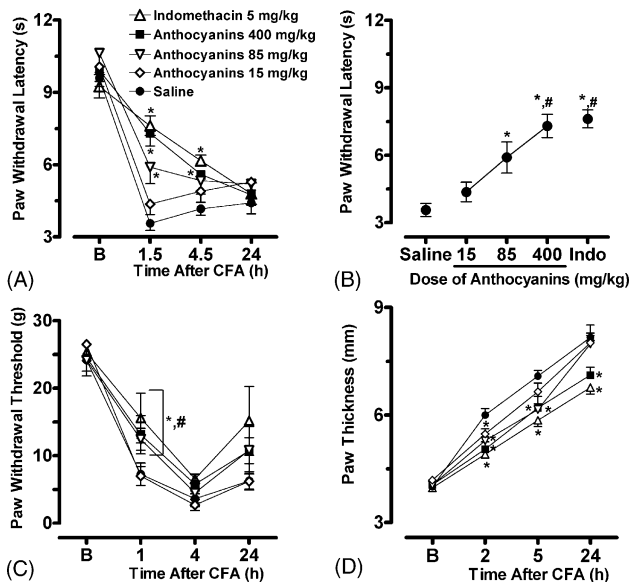 Paw Withdrawal Latency (s)
12
9
6
3
Indomethacin 5 mg/kg
Anthocyanins 400 mg/kg
Anthocyanins 85 mg/kg
Anthocyanins 15 mg/kg
Saline
*
*
*
*
*
B 1.5 4.5 24
Time After CFA (h)
(A)
Paw Withdrawal Latency (s)
12
9
6
3
*
*,#
*,#
Saline 15 85 400 Indo
Dose of Anthocyanins (mg/kg)
(B)
Paw Withdrawal Threshold (g)
30
20
10
0
*,#
B 1 4 24
Time After CFA (h)
(C)
Paw Thickness (mm)
9
6
3
*
*
*
*
*
*
*
*
*
B 2 5 24
Time After CFA (h)
(D)